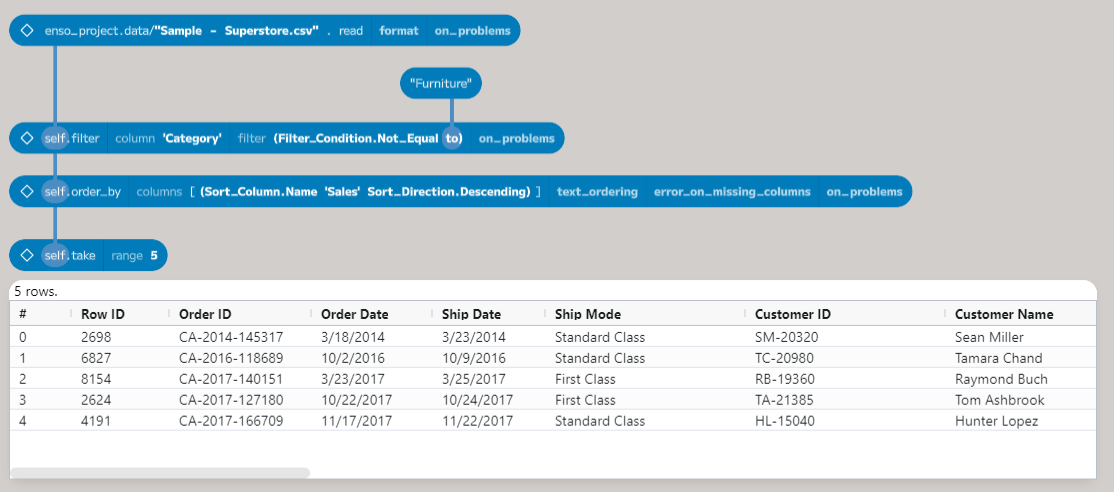 enso_project.data/"Sample - Superstore.csv" . read format on_problems
"Furniture"
self.filter column 'Category' filter (Filter_Condition.Not_Equal to) on_problems
self.order_by columns [ (Sort_Column.Name 'Sales' Sort_Direction.Descending) ] text_ordering error_on_missing_columns on_problems
self.take range 5
5 rows.
# Row ID Order ID Order Date Ship Date Ship Mode Customer ID Customer Name
0 2698 CA-2014-145317 3/18/2014 3/23/2014 Standard Class SM-20320 Sean Miller
1 6827 CA-2016-118689 10/2/2016 10/9/2016 Standard Class TC-20980 Tamara Chand
2 8154 CA-2017-140151 3/23/2017 3/25/2017 First Class RB-19360 Raymond Buch
3 2624 CA-2017-127180 10/22/2017 10/24/2017 First Class TA-21385 Tom Ashbrook
4 4191 CA-2017-166709 11/17/2017 11/22/2017 Standard Class HL-15040 Hunter Lopez